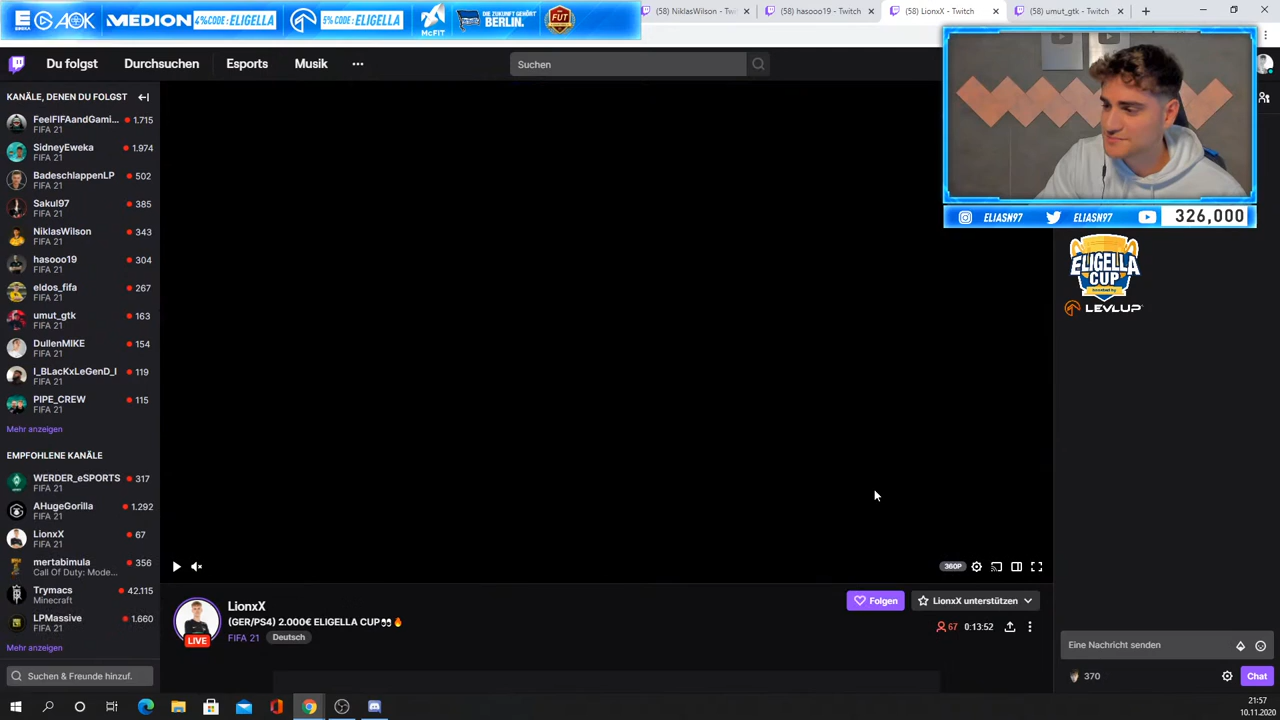 GAOK
MEDION
4% CODE: ELIGELLA
5% CODE: ELIGELLA
McFIT
DIE ZUKUNFT GEHÖRT
BERLIN.
FUT
(58) NiklasWilson - Tw
(58) hasooo19 - Twitch
(58) LionxX - Twitch
(58) umut_gtk - Twitch
Du folgst
Durchsuchen
Esports
Musik
Suchen
KANÄLE, DENEN DU FOLGST
FeelFIFAandGami... 1.715
FIFA 21
SidneyEweka 1.974
FIFA 21
BadeschlappenLP 502
FIFA 21
Sakul97 385
FIFA 21
NiklasWilson 343
FIFA 21
hasooo19 304
FIFA 21
eldos_fifa 267
FIFA 21
umut_gtk 163
FIFA 21
DullenMIKE 154
FIFA 21
I_BLacKxLeGenD_I 119
FIFA 21
PIPE_CREW 115
FIFA 21
Mehr anzeigen
EMPFOHLENE KANÄLE
WERDER_eSPORTS 317
FIFA 21
AHugeGorilla 1.292
FIFA 21
LionxX 67
FIFA 21
mertabimula 356
Call Of Duty: Mode...
Trymacs 42.115
Minecraft
LPMassive 1.660
FIFA 21
Mehr anzeigen
Suchen & Freunde hinzuf.
ELIASN97
ELIASN97
326,000
ELIGELLA
CUP
LEVLUP
360P
LionxX
(GER/PS4) 2.000€ ELIGELLA CUP👀🔥
FIFA 21
Deutsch
LIVE
Folgen
LionxX unterstützen
67
0:13:52
Eine Nachricht senden
370
Chat
21:57
10.11.2020